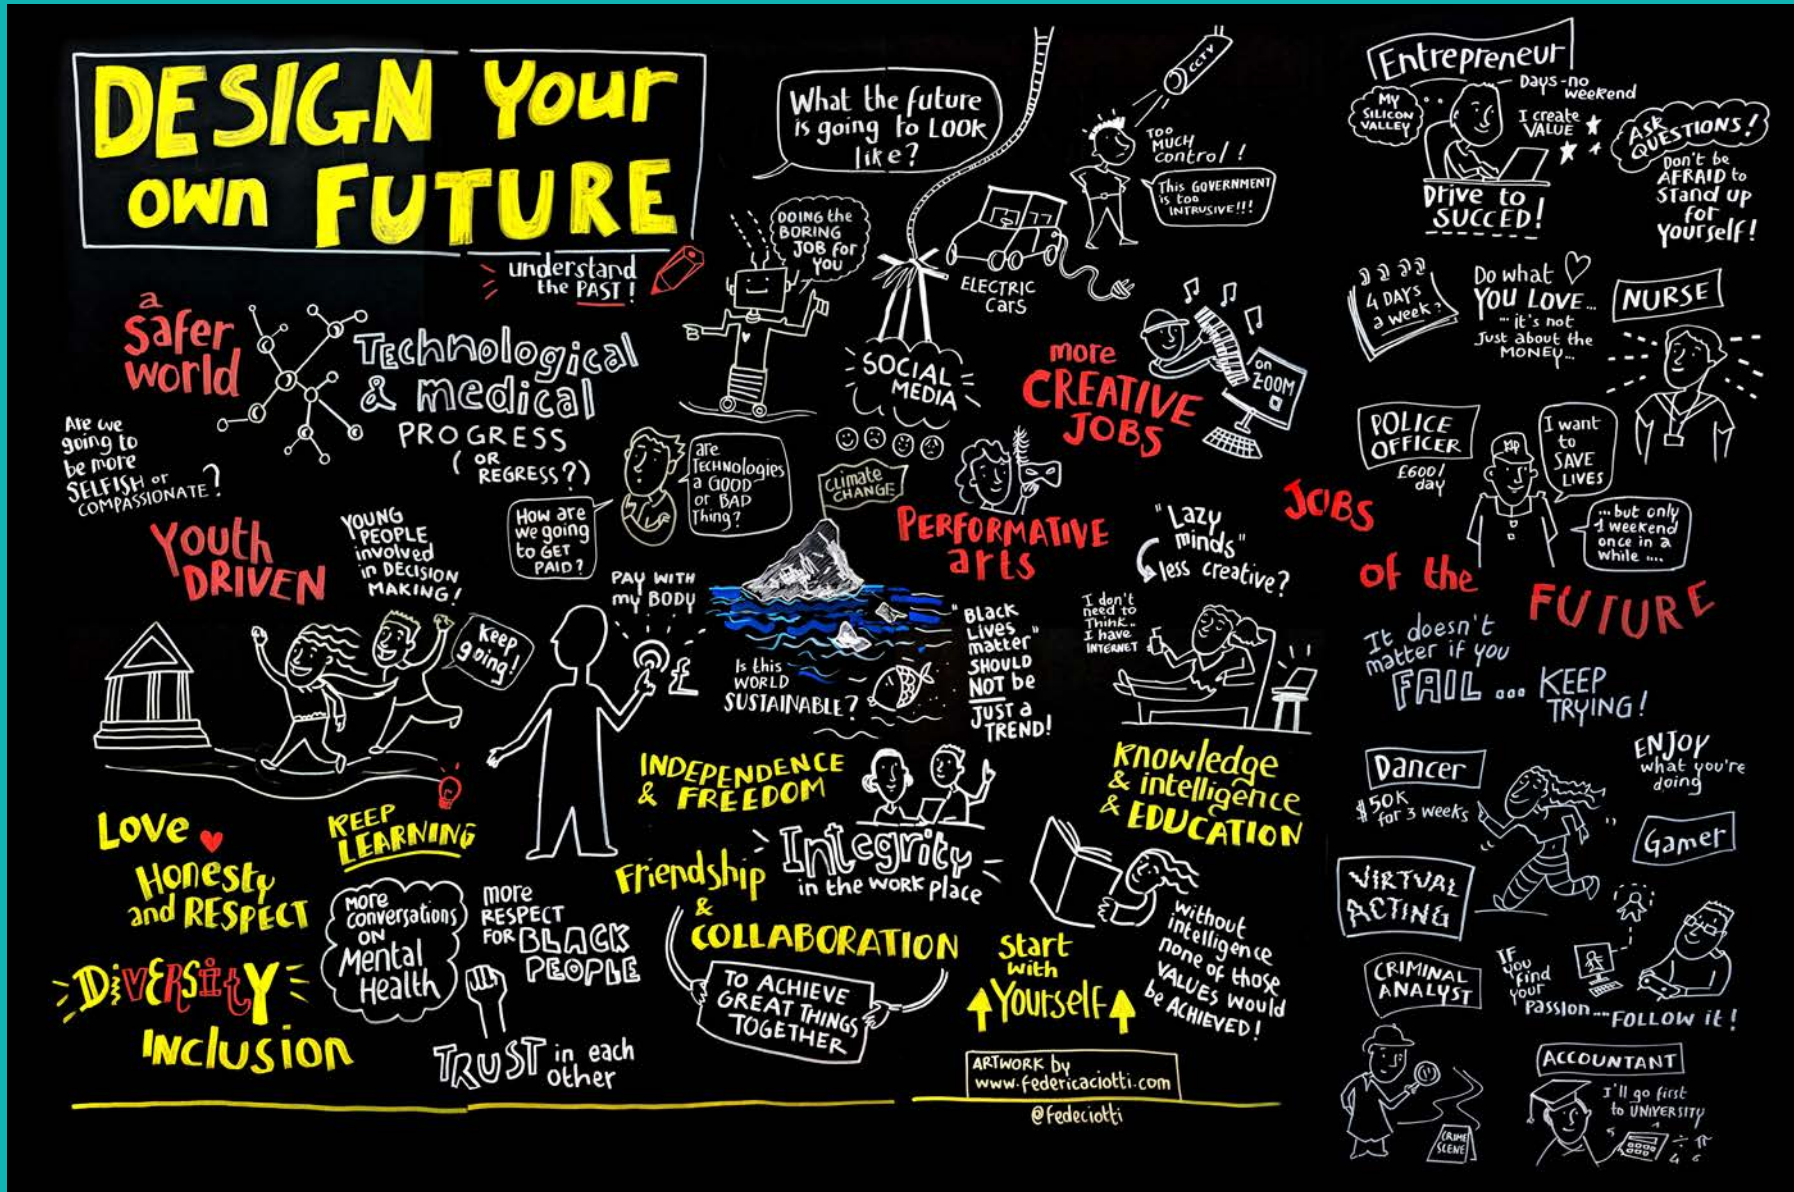 DESIGN Your
own FUTURE
understand
the PAST!
a
safer
world
Technological
& medical
PROGRESS
(OR
REGRESS?)
Are we
going to
be more
SELFISH or
COMPASSIONATE?
Youth
DRIVEN
YOUNG
PEOPLE
involved
in DECISION
MAKING!
Keep
going!
What the future
is going to LOOK
like?
DOING the
BORING
JOB for
YOU
SOCIAL
MEDIA
ELECTRIC
cars
CCTV
TOO
MUCH
control!
This GOVERNMENT
is too
INTRUSIVE!!!
more
CREATIVE
JOBS
on
ZOOM
are
TECHNOLOGIES
a GOOD
or BAD
Thing?
How are
we going
to GET
PAID?
PAY WITH
my BODY
£
CLIMATE
CHANGE
Is this
WORLD
SUSTAINABLE?
PERFORMATIVE
arts
"Lazy
minds"
less creative?
I don't
need to
Think..
I have
INTERNET
"Black
Lives
matter"
SHOULD
NOT be
JUST a
TREND!
Love
Honesty
and RESPECT
KEEP
LEARNING
DiVERSitY
INclusion
MORE
conversations
ON
Mental
Health
more
RESPECT
FOR BLACK
PEOPLE
TRUST in each
other
INDEPENDENCE
& FREEDOM
Integrity
in the WORK place
Friendship
&
COLLABORATION
TO ACHIEVE
GREAT THINGS
TOGETHER
Knowledge
& intelligence
& EDUCATION
Start
with
Yourself
without
intelligence
none of those
VALUES would
be ACHIEVED!
ARTWORK by
www.federicaciotti.com
@fedeciotti
Entrepreneur
MY
SILICON
VALLEY
Days-no
weekend
I create
VALUE
Drive to
SUCCED!
ASK
QUESTIONS!
Don't be
AFRAID to
Stand up
for
yourself!
4 DAYS
a week?
Do what
YOU LOVE...
... it's not
Just about the
MONEY...
NURSE
POLICE
OFFICER
£600/
day
I want
to
SAVE
LIVES
...but only
1 weekend
once in a
while ....
JOBS
of the
FUTURE
It doesn't
matter if you
FAIL ... KEEP
TRYING!
Dancer
$50K
for 3 weeks
ENJOY
what you're
doing
Gamer
VIRTUAL
ACTING
CRIMINAL
ANALYST
CRIME
SCENE
IF
you
find
your
Passion.... FOLLOW it!
ACCOUNTANT
I'll go first
to UNIVERSITY